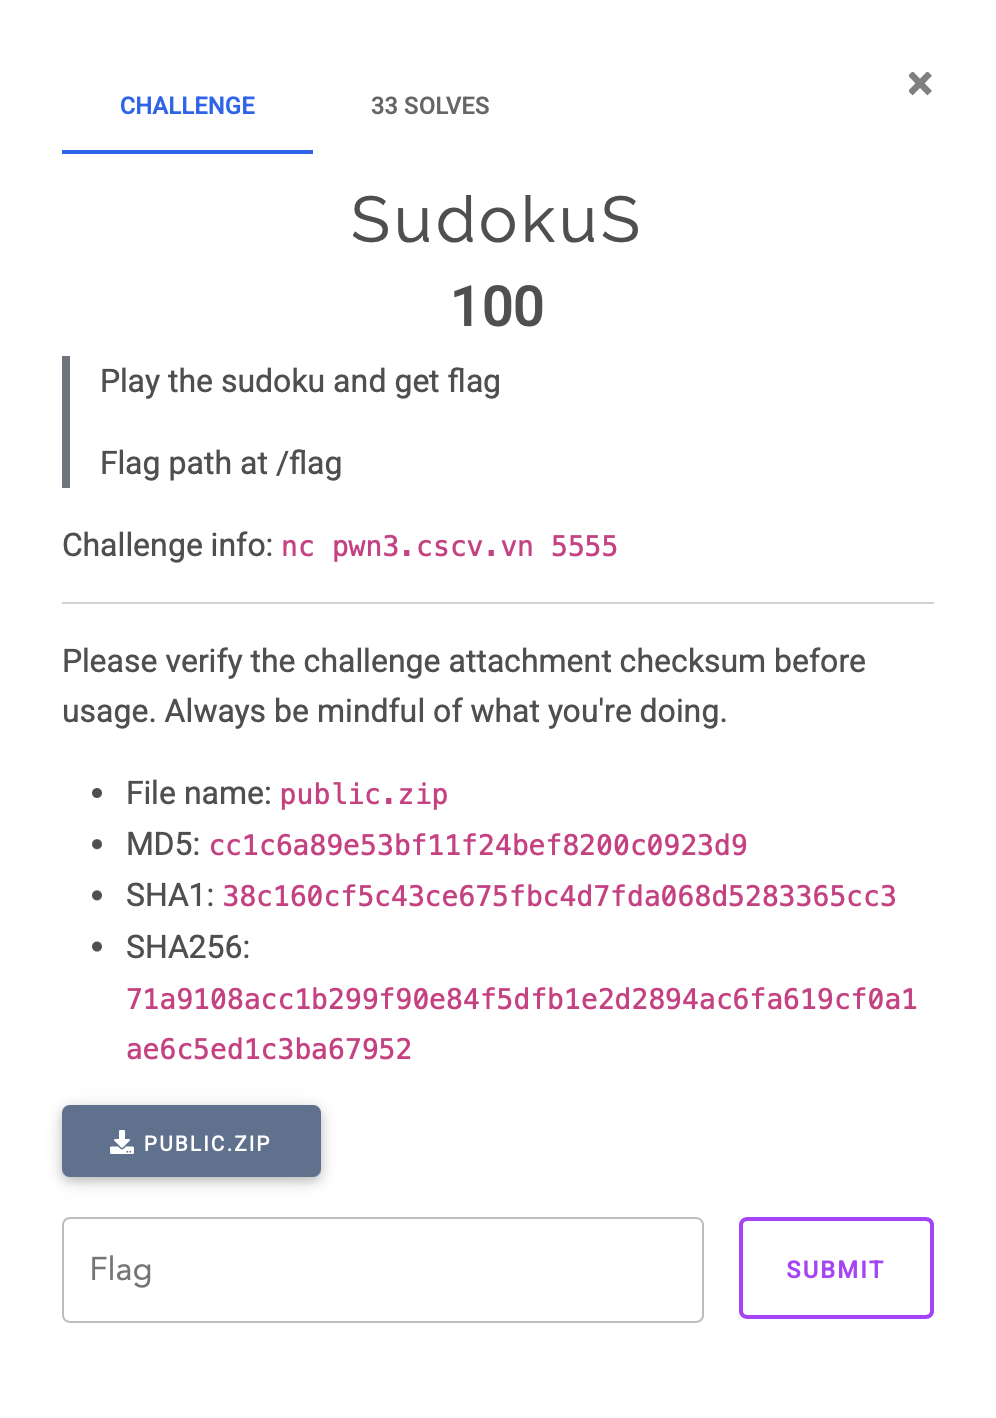 CHALLENGE
33 SOLVES
SudokuS
100
Play the sudoku and get flag
Flag path at /flag
Challenge info: nc pwn3.cscv.vn 5555
Please verify the challenge attachment checksum before
usage. Always be mindful of what you're doing.
File name: public.zip
MD5: cc1c6a89e53bf11f24bef8200c0923d9
SHA1: 38c160cf5c43ce675fbc4d7fda068d5283365cc3
SHA256:
71a9108acc1b299f90e84f5dfb1e2d2894ac6fa619cf0a1
ae6c5ed1c3ba67952
PUBLIC.ZIP
Flag
SUBMIT